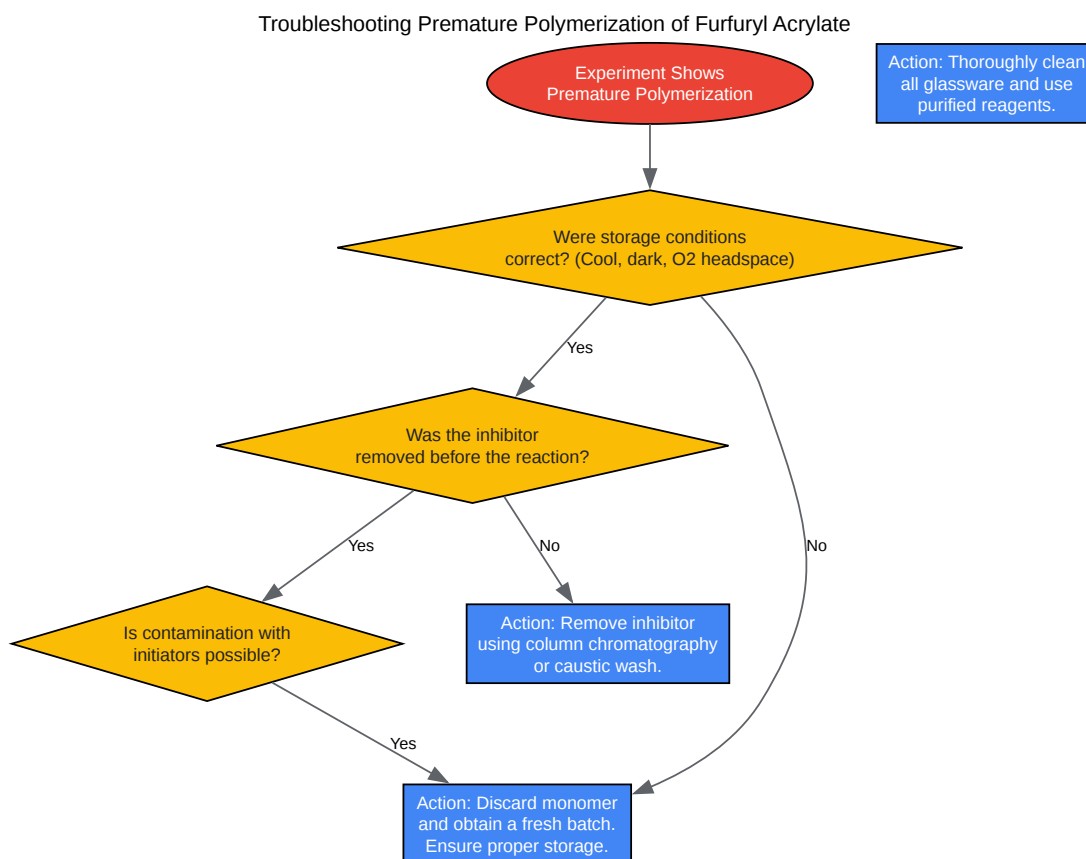 Troubleshooting Premature Polymerization of Furfuryl Acrylate
Experiment Shows
Premature Polymerization
Action: Thoroughly clean
all glassware and use
purified reagents.
Were storage conditions
correct? (Cool, dark, O2 headspace)
Yes
No
Was the inhibitor
removed before the reaction?
Yes
No
Is contamination with
initiators possible?
Action: Remove inhibitor
using column chromatography
or caustic wash.
Yes
Action: Discard monomer
and obtain a fresh batch.
Ensure proper storage.